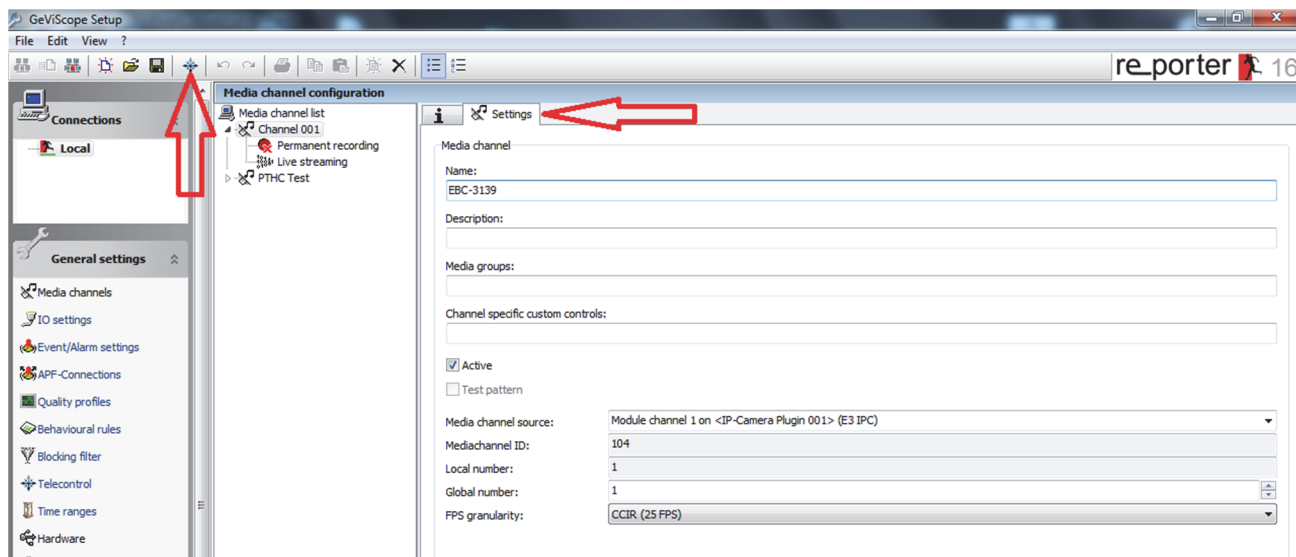 GeViScope Setup
File Edit View ?
re_porter 16
Connections
Local
General settings
Media channels
IO settings
Event/Alarm settings
APF-Connections
Quality profiles
Behavioural rules
Blocking filter
Telecontrol
Time ranges
Hardware
Media channel configuration
Media channel list
Channel 001
Permanent recording
Live streaming
PTHC Test
i Settings
Media channel
Name:
EBC-3139
Description:
Media groups:
Channel specific custom controls:
Active
Test pattern
Media channel source: Module channel 1 on <IP-Camera Plugin 001> (E3 IPC)
Mediachannel ID: 104
Local number: 1
Global number: 1
FPS granularity: CCIR (25 FPS)